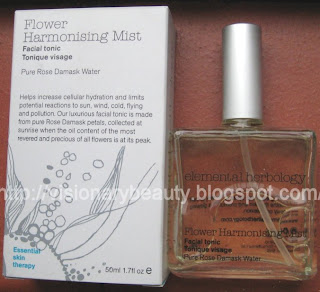 Flower
Harmonising Mist
Facial tonic
Tonique visage
Pure Rose Damask Water
Helps increase cellular hydration and limits
potential reactions to sun, wind, cold, flying
and pollution. Our luxurious facial tonic is made
from pure Rose Damask petals, collected at
sunrise when the oil content of the most
revered and precious of all flowers is at its peak.
Essential
skin
therapy
50ml 1.7fl oz e
elemental herbology
Flower Harmonising Mist
Facial tonic
Tonique visage
Pure Rose Damask Water
http://visionarybeauty.blogspot.com/